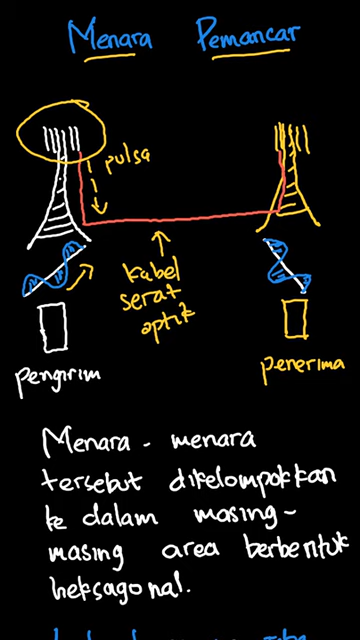 Menara Pemancar
pulsa
kabel
serat
optik
pengirim
penerima
Menara - menara
tersebut dikelompokkan
ke dalam masing -
masing area berbentuk
heksagonal.